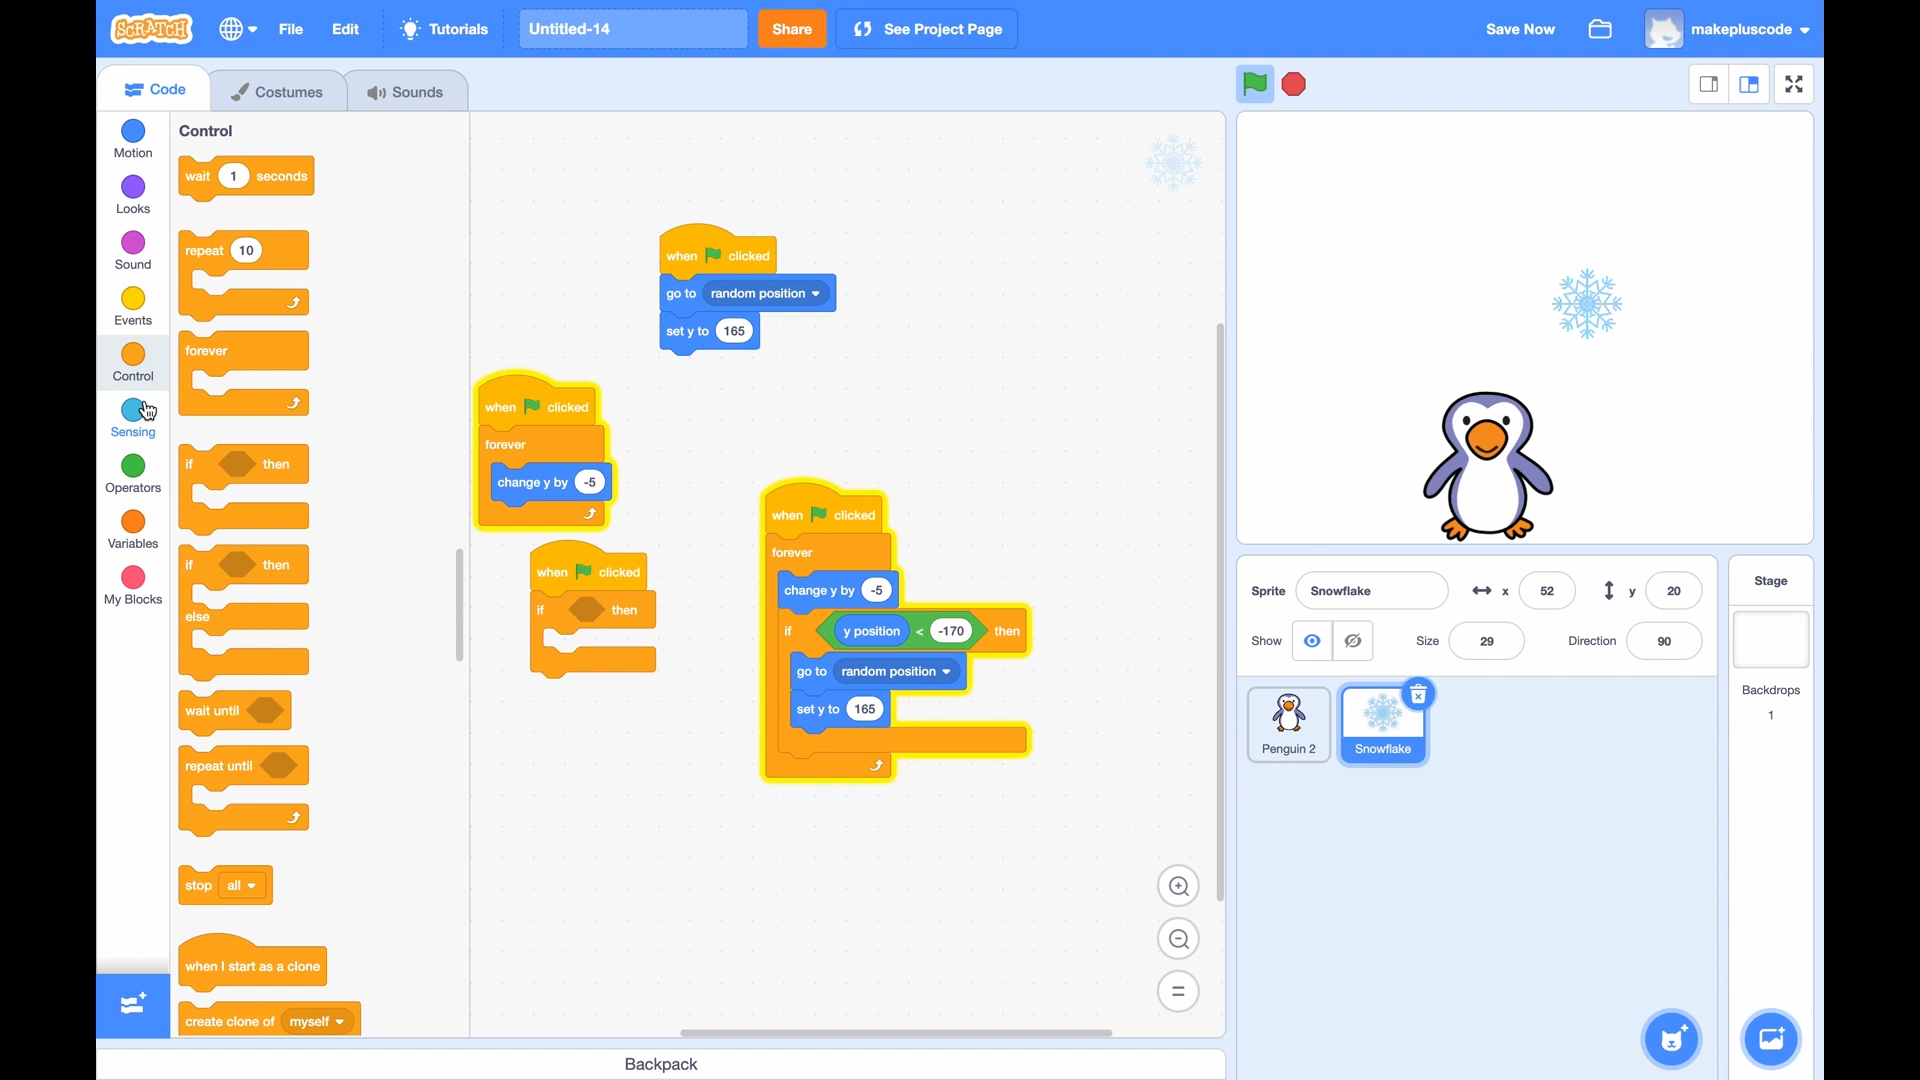 SCRATCH
File
Edit
Tutorials
Untitled-14
Share
See Project Page
Save Now
makepluscode
Code
Costumes
Sounds
Motion
Looks
Sound
Events
Control
Sensing
Operators
Variables
My Blocks
Control
wait 1 seconds
repeat 10
forever
if then
if then
else
wait until
repeat until
stop all
when I start as a clone
create clone of myself
when clicked
go to random position
set y to 165
when clicked
forever
change y by -5
when clicked
if then
when clicked
forever
change y by -5
if y position < -170 then
go to random position
set y to 165
Backpack
Sprite Snowflake x 52 y 20
Show Size 29 Direction 90
Penguin 2
Snowflake
Stage
Backdrops
1